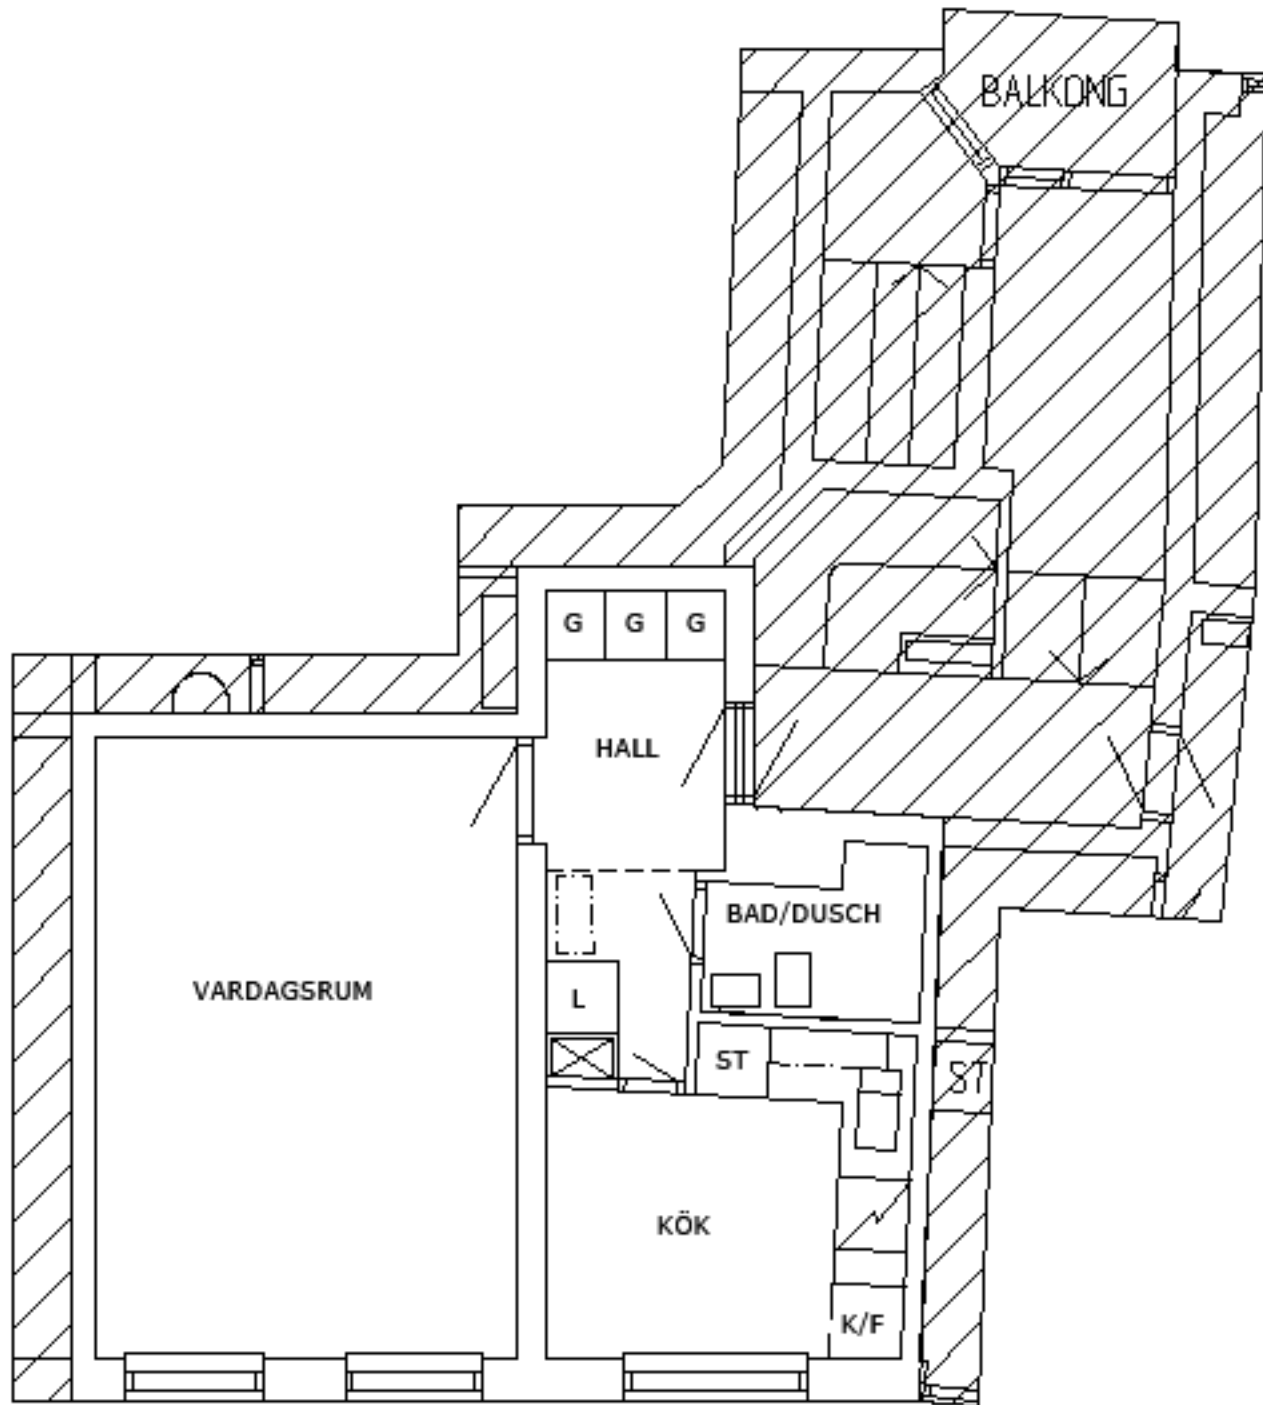 BALKONG
G G G
HALL
BAD/DUSCH
VARDAGSRUM
L
ST
ST
KÖK
K/F